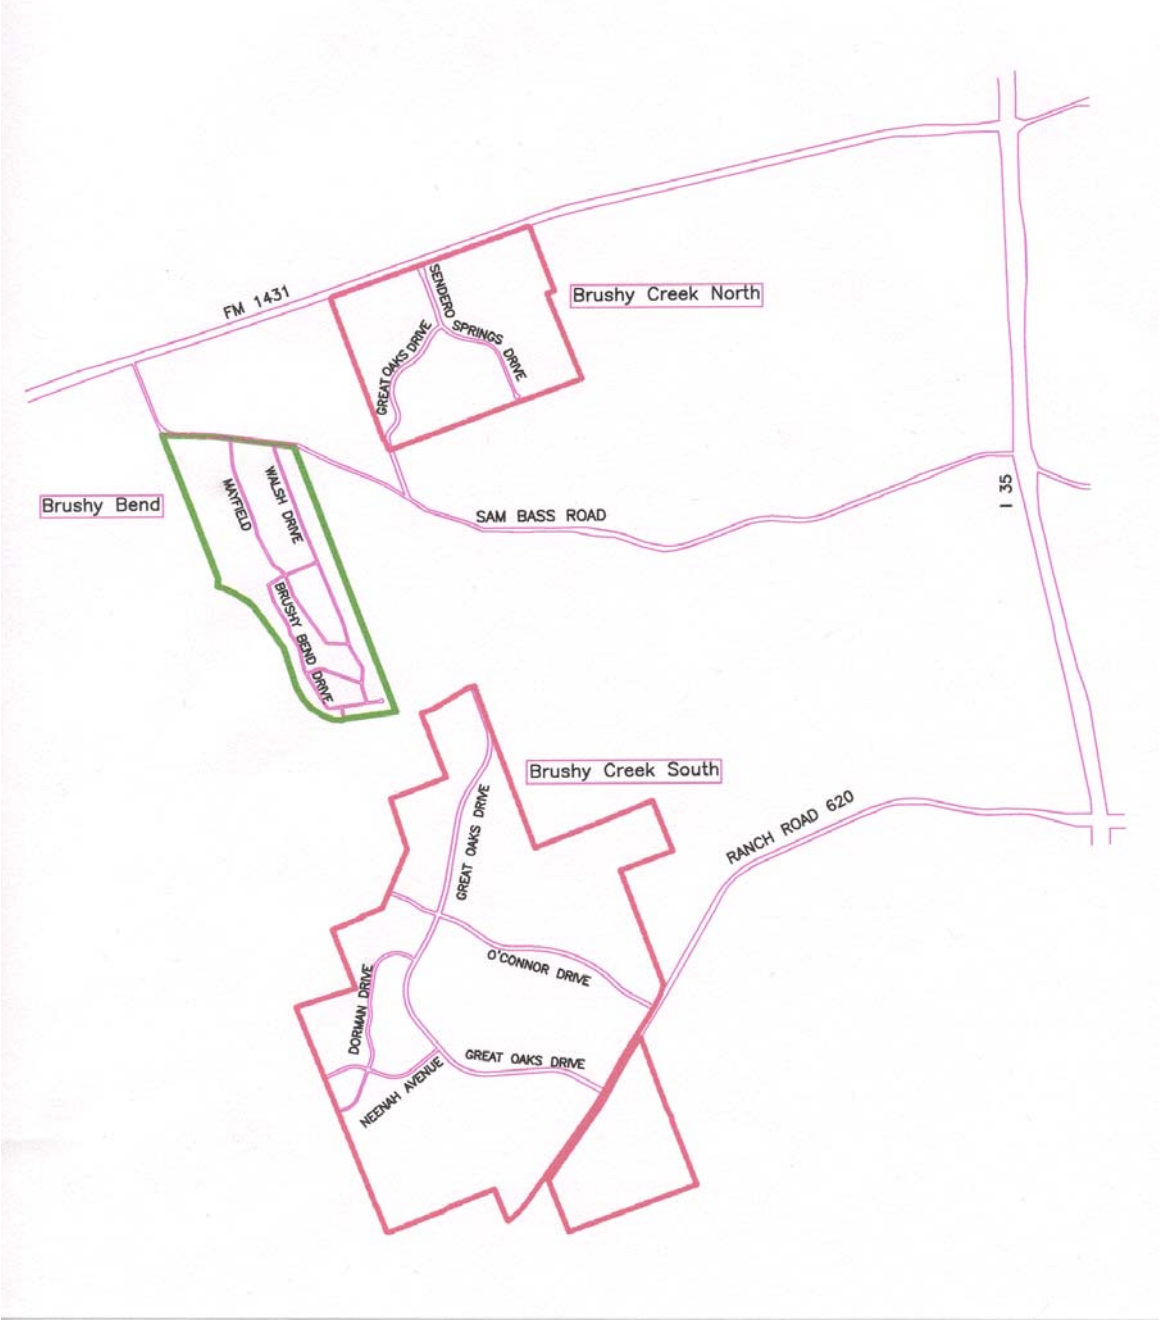 FM 1431
SENDERO
SPRINGS DRIVE
GREAT OAKS DRIVE
Brushy Creek North
WALSH DRIVE
MAYFIELD
Brushy Bend
I 35
SAM BASS ROAD
BRUSHY BEND DRIVE
Brushy Creek South
GREAT OAKS DRIVE
RANCH ROAD 620
O'CONNOR DRIVE
DORMAN DRIVE
GREAT OAKS DRIVE
NEENAH AVENUE